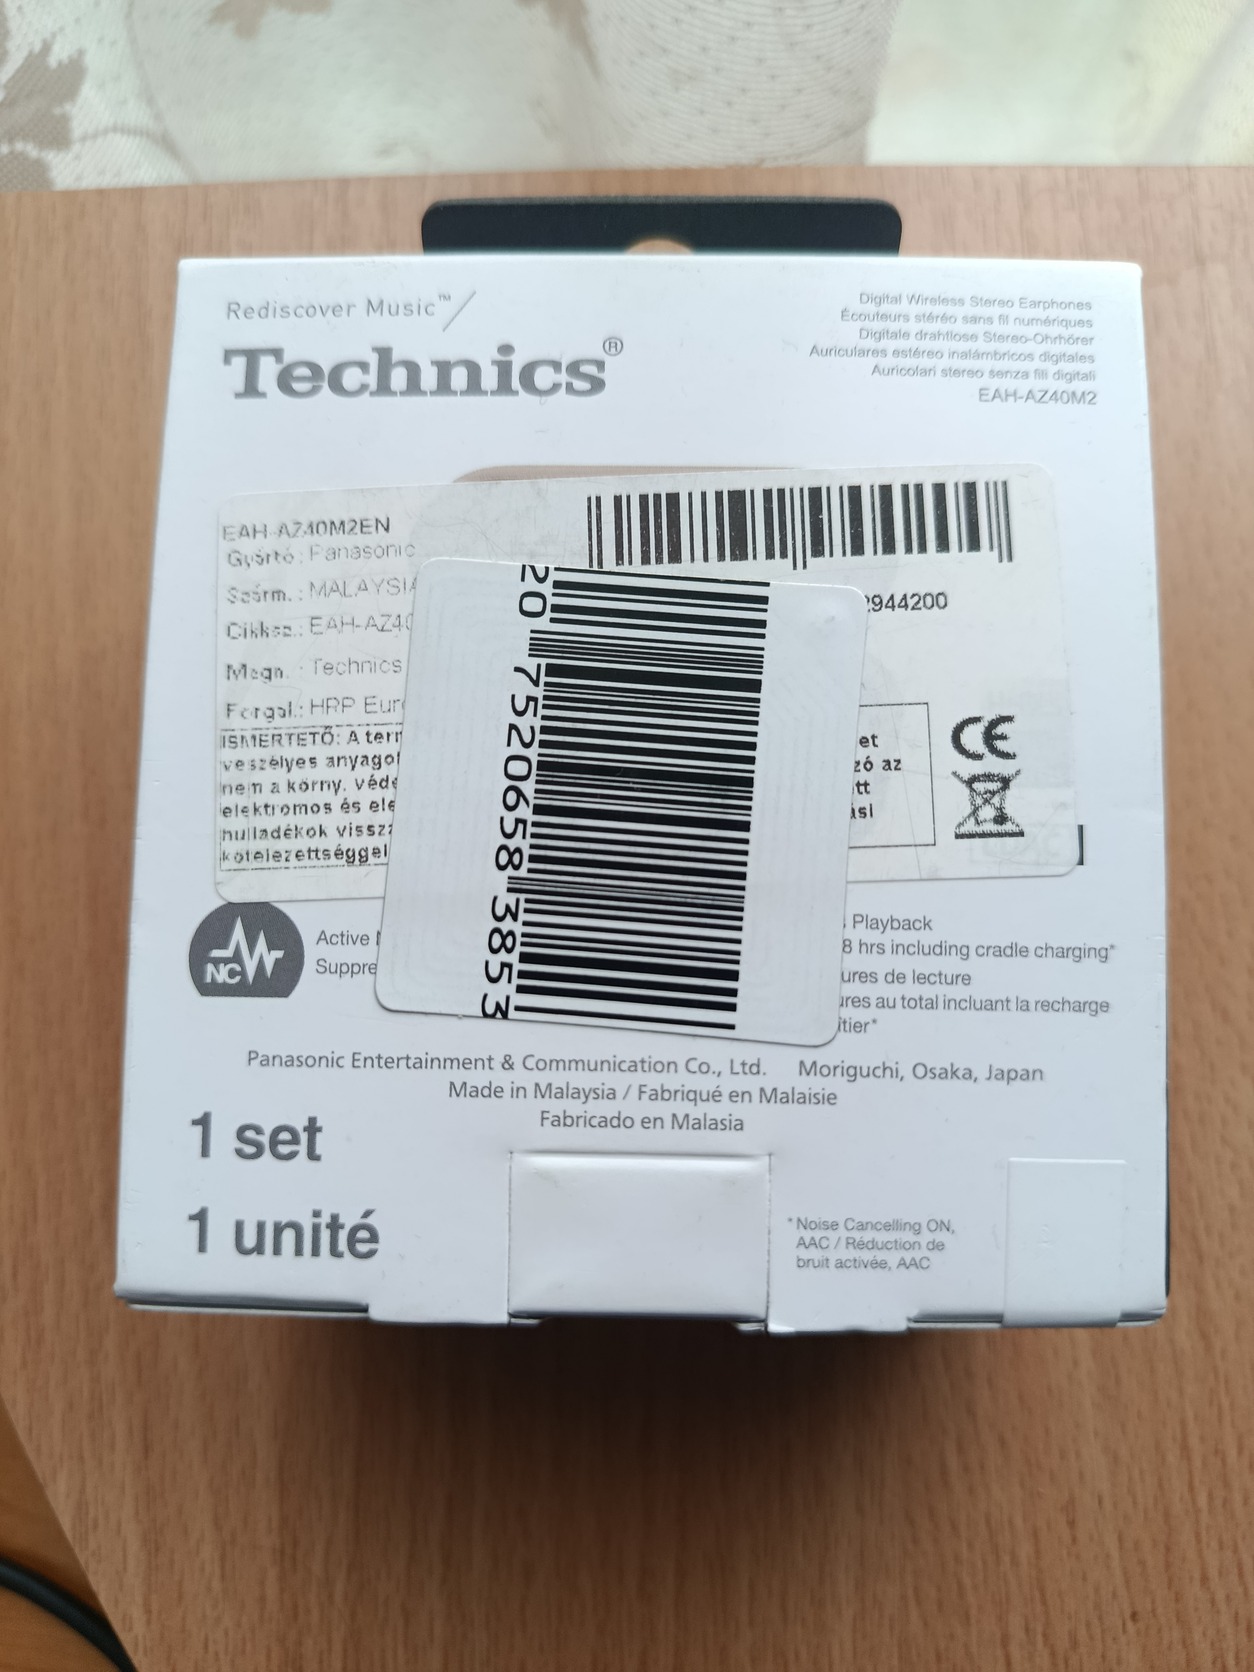 Rediscover Music™
Technics®
Digital Wireless Stereo Earphones
Écouteurs stéréo sans fil numériques
Digitale drahtlose Stereo-Ohrhörer
Auriculares estéreo inalámbricos digitales
Auricolari stereo senza fili digitali
EAH-AZ40M2
EAH-AZ40M2EN
Gyártó: Panasonic
Szárm.: MALAYSIA
Cikksz.: EAH-AZ40
Megn. : Technics
Forgal.: HRP Eur
ISMERTETŐ: A term
veszélyes anyago
nem a körny. véde
elektromos és ele
hulladékok vissz
kötelezettséggel
2944200
et
zó az
tt
ási
CE
20 7520658 3853
NC
Active
Suppre
Playback
8 hrs including cradle charging*
ures de lecture
ures au total incluant la recharge
îtier*
Panasonic Entertainment & Communication Co., Ltd. Moriguchi, Osaka, Japan
Made in Malaysia / Fabriqué en Malaisie
Fabricado en Malasia
1 set
1 unité
*Noise Cancelling ON,
AAC / Réduction de
bruit activée, AAC